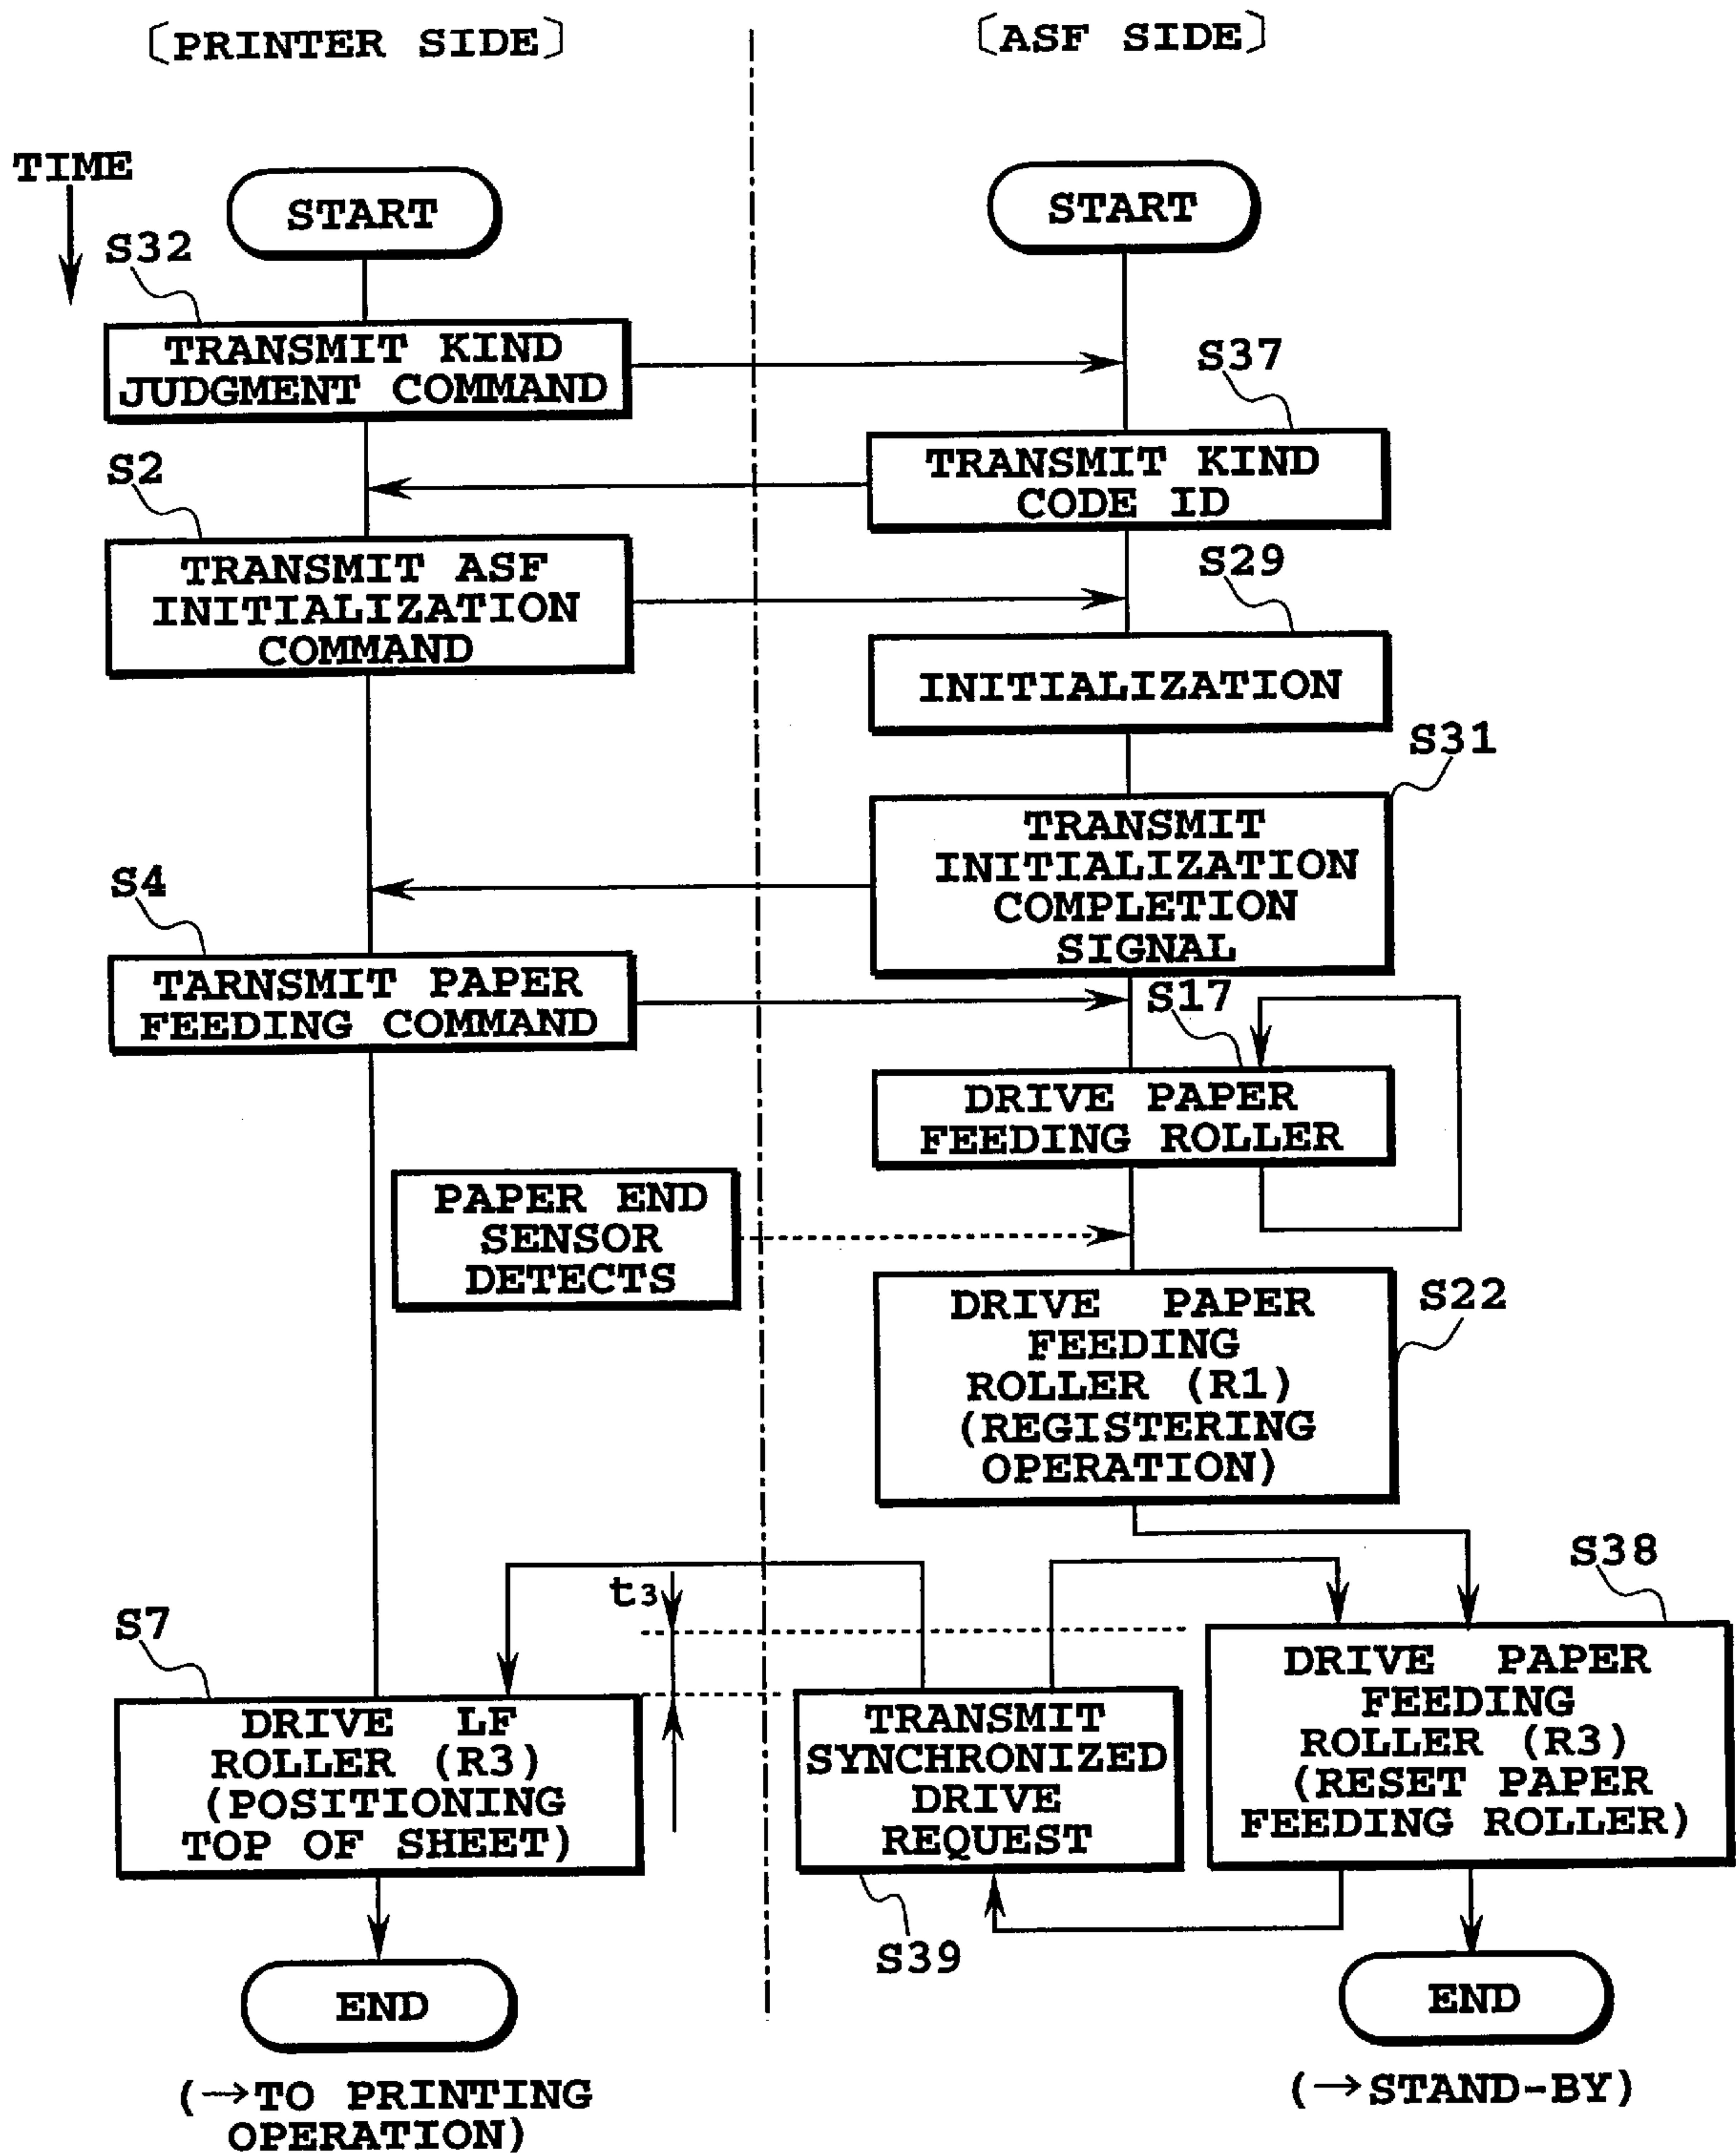 〔PRINTER SIDE〕
〔ASF SIDE〕
TIME
START
START
S32
TRANSMIT KIND
JUDGMENT COMMAND
S37
TRANSMIT KIND
CODE ID
S2
TRANSMIT ASF
INITIALIZATION
COMMAND
S29
INITIALIZATION
S31
TRANSMIT
INITIALIZATION
COMPLETION
SIGNAL
S4
TARNSMIT PAPER
FEEDING COMMAND
S17
DRIVE PAPER
FEEDING ROLLER
PAPER END
SENSOR
DETECTS
S22
DRIVE PAPER
FEEDING
ROLLER (R1)
(REGISTERING
OPERATION)
S38
DRIVE PAPER
FEEDING
ROLLER (R3)
(RESET PAPER
FEEDING ROLLER)
t3
S7
DRIVE LF
ROLLER (R3)
(POSITIONING
TOP OF SHEET)
TRANSMIT
SYNCHRONIZED
DRIVE
REQUEST
S39
END
END
(→TO PRINTING
OPERATION)
(→STAND-BY)